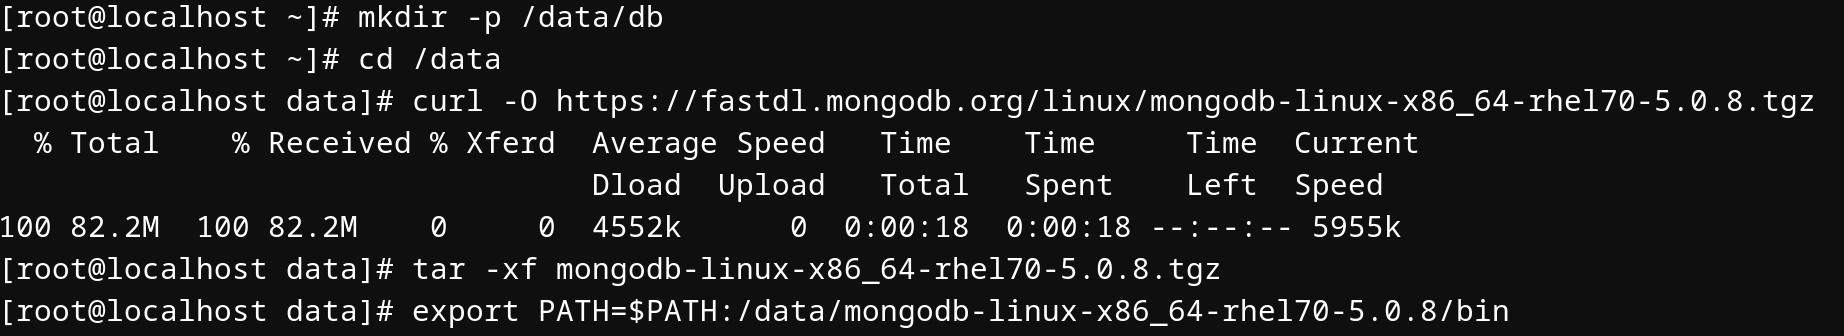 [root@localhost ~]# mkdir -p /data/db
[root@localhost ~]# cd /data
[root@localhost data]# curl -O https://fastdl.mongodb.org/linux/mongodb-linux-x86_64-rhel70-5.0.8.tgz
  % Total    % Received % Xferd  Average Speed   Time    Time     Time  Current
                                 Dload  Upload   Total   Spent    Left  Speed
100 82.2M  100 82.2M    0     0  4552k      0  0:00:18  0:00:18 --:--:-- 5955k
[root@localhost data]# tar -xf mongodb-linux-x86_64-rhel70-5.0.8.tgz
[root@localhost data]# export PATH=$PATH:/data/mongodb-linux-x86_64-rhel70-5.0.8/bin